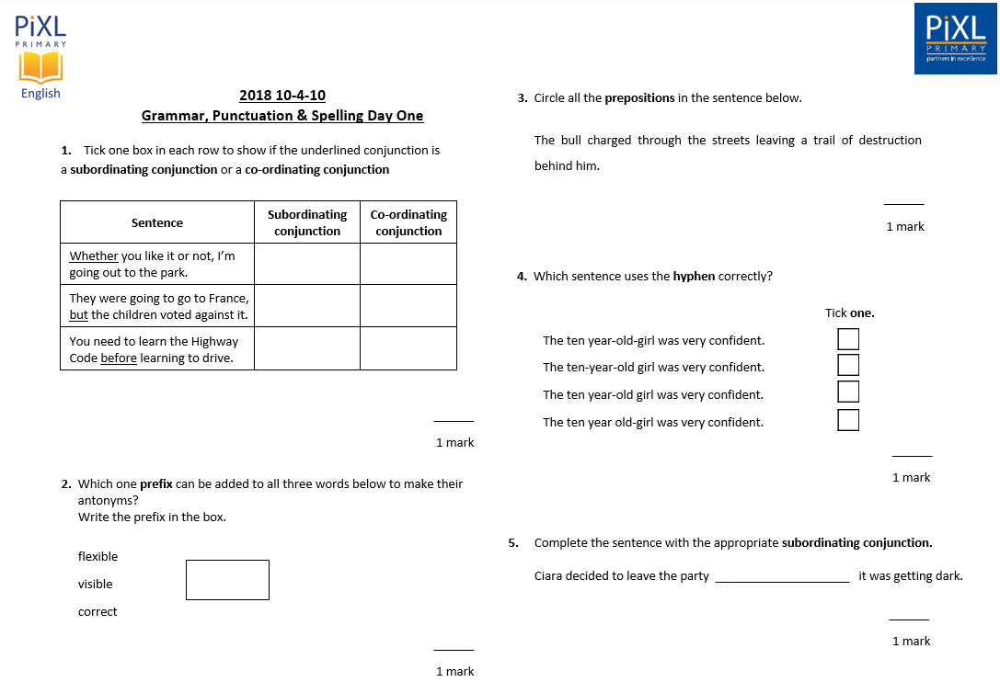 PiXL
PRIMARY
English
PiXL
PRIMARY
partners in excellence
2018 10-4-10
Grammar, Punctuation & Spelling Day One
1. Tick one box in each row to show if the underlined conjunction is
a subordinating conjunction or a co-ordinating conjunction
Sentence
Subordinating
conjunction
Co-ordinating
conjunction
Whether you like it or not, I’m
going out to the park.
They were going to go to France,
but the children voted against it.
You need to learn the Highway
Code before learning to drive.
1 mark
2. Which one prefix can be added to all three words below to make their
antonyms?
Write the prefix in the box.
flexible
visible
correct
1 mark
3. Circle all the prepositions in the sentence below.
The bull charged through the streets leaving a trail of destruction
behind him.
1 mark
4. Which sentence uses the hyphen correctly?
Tick one.
The ten year-old-girl was very confident.
The ten-year-old girl was very confident.
The ten year-old girl was very confident.
The ten year old-girl was very confident.
1 mark
5. Complete the sentence with the appropriate subordinating conjunction.
Ciara decided to leave the party ____________________ it was getting dark.
1 mark